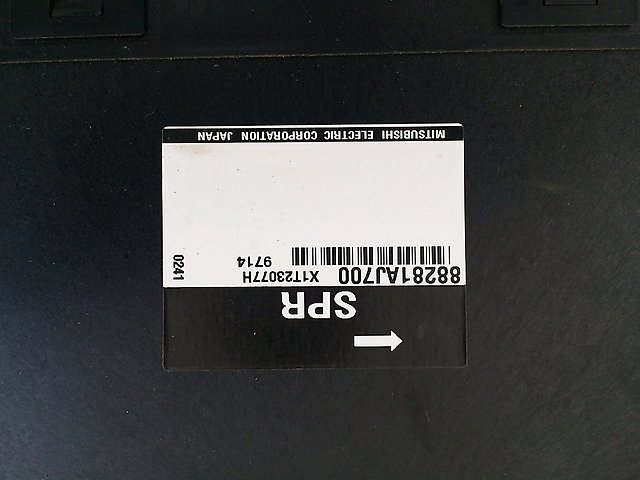 SPR
88281AJ700 X1T23077H
9714
0241
MITSUBISHI ELECTRIC CORPORATION JAPAN